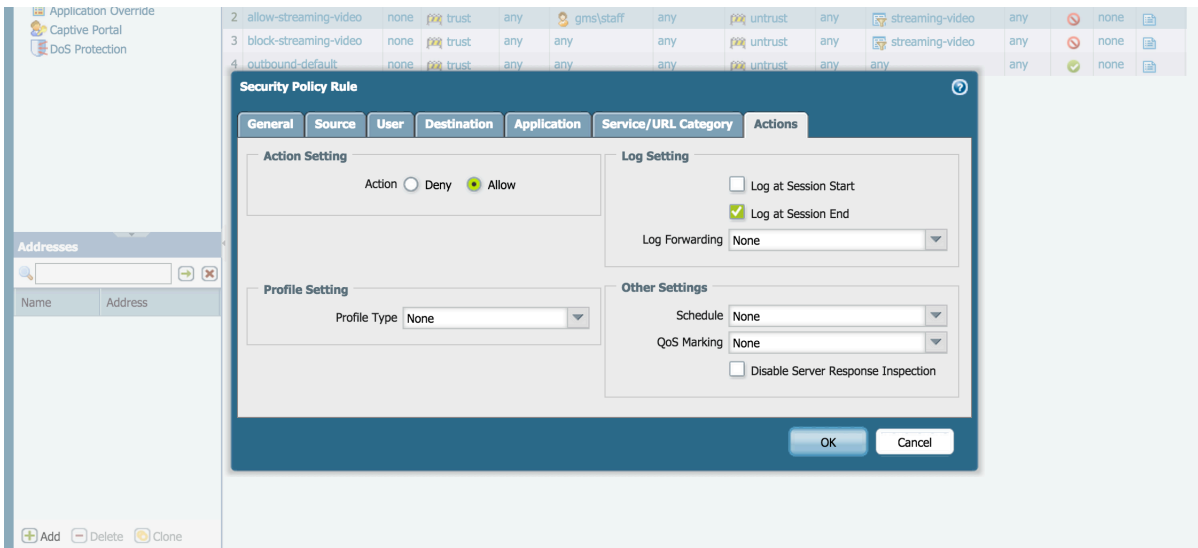 Application Override
Captive Portal
DoS Protection
2 allow-streaming-video none trust any gms\staff any untrust any streaming-video any none
3 block-streaming-video none trust any any any untrust any streaming-video any none
4 outbound-default none trust any any any untrust any any any none
Security Policy Rule
General Source User Destination Application Service/URL Category Actions
Action Setting
Action Deny Allow
Log Setting
Log at Session Start
Log at Session End
Log Forwarding None
Profile Setting
Profile Type None
Other Settings
Schedule None
QoS Marking None
Disable Server Response Inspection
OK Cancel
Addresses
Name Address
Add Delete Clone